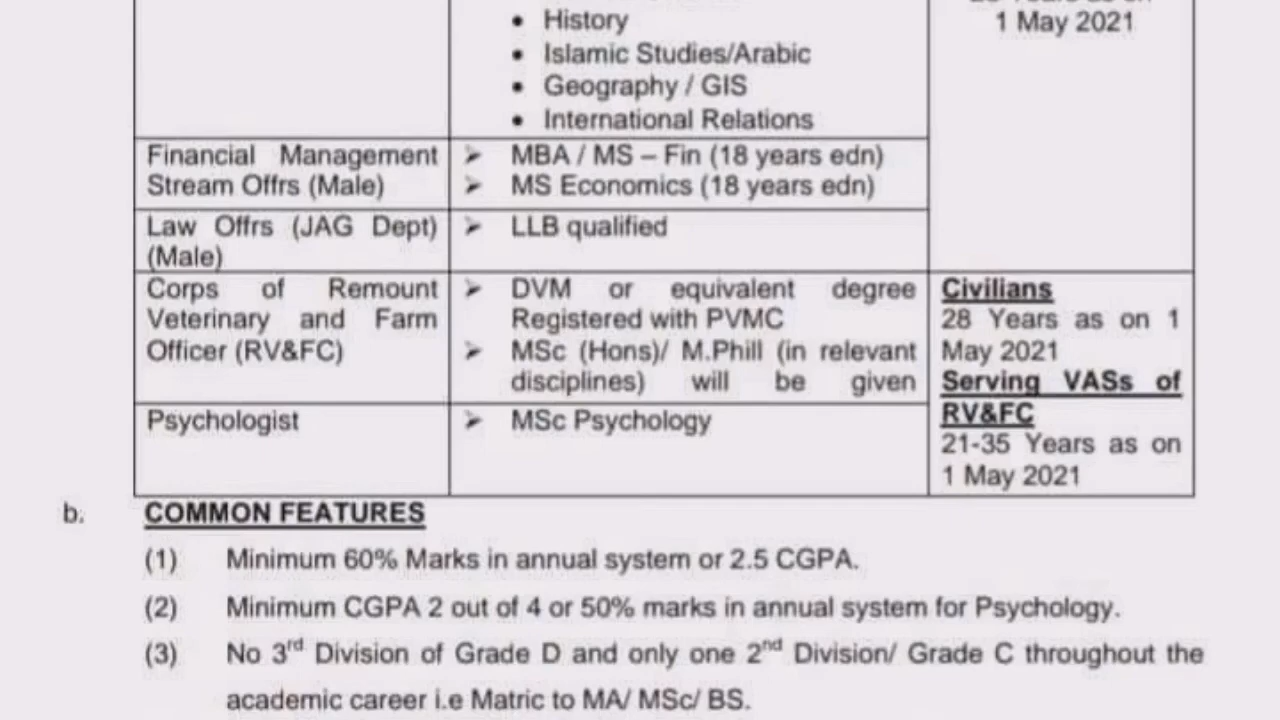 • History
1 May 2021
• Islamic Studies/Arabic
• Geography / GIS
• International Relations
Financial Management
Stream Offrs (Male)
➢ MBA / MS – Fin (18 years edn)
➢ MS Economics (18 years edn)
Law Offrs (JAG Dept)
(Male)
➢ LLB qualified
Corps of Remount
Veterinary and Farm
Officer (RV&FC)
➢ DVM or equivalent degree
Registered with PVMC
➢ MSc (Hons)/ M.Phill (in relevant
disciplines) will be given
Civilians
28 Years as on 1
May 2021
Serving VASs of
RV&FC
21-35 Years as on
1 May 2021
Psychologist
➢ MSc Psychology
b. COMMON FEATURES
(1) Minimum 60% Marks in annual system or 2.5 CGPA.
(2) Minimum CGPA 2 out of 4 or 50% marks in annual system for Psychology.
(3) No 3rd Division of Grade D and only one 2nd Division/ Grade C throughout the
academic career i.e Matric to MA/ MSc/ BS.